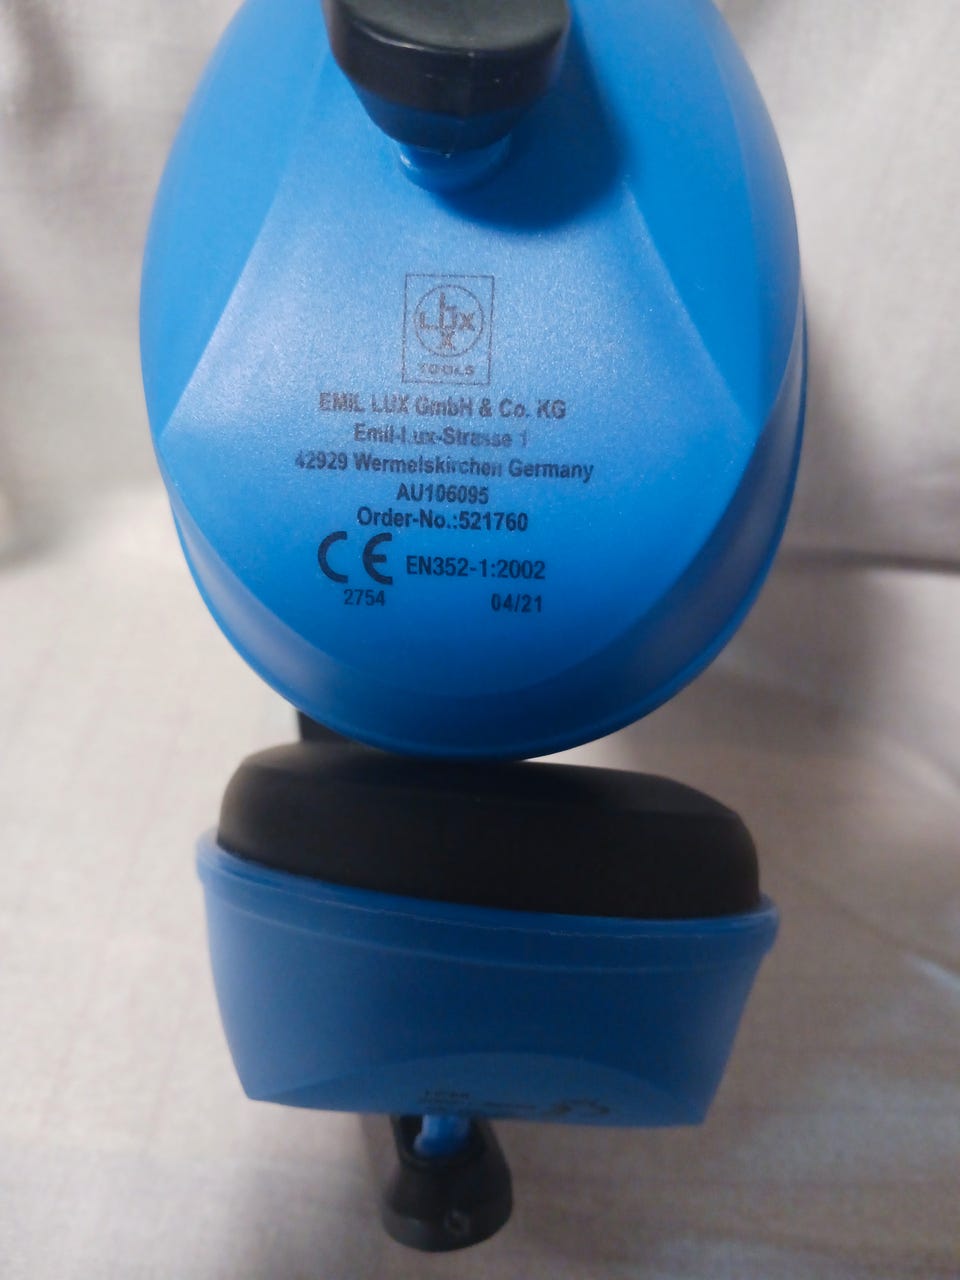 LUX
TOOLS
EMIL LUX GmbH & Co. KG
Emil-Lux-Strasse 1
42929 Wermelskirchen Germany
AU106095
Order-No.:521760
CE EN352-1:2002
2754 04/21